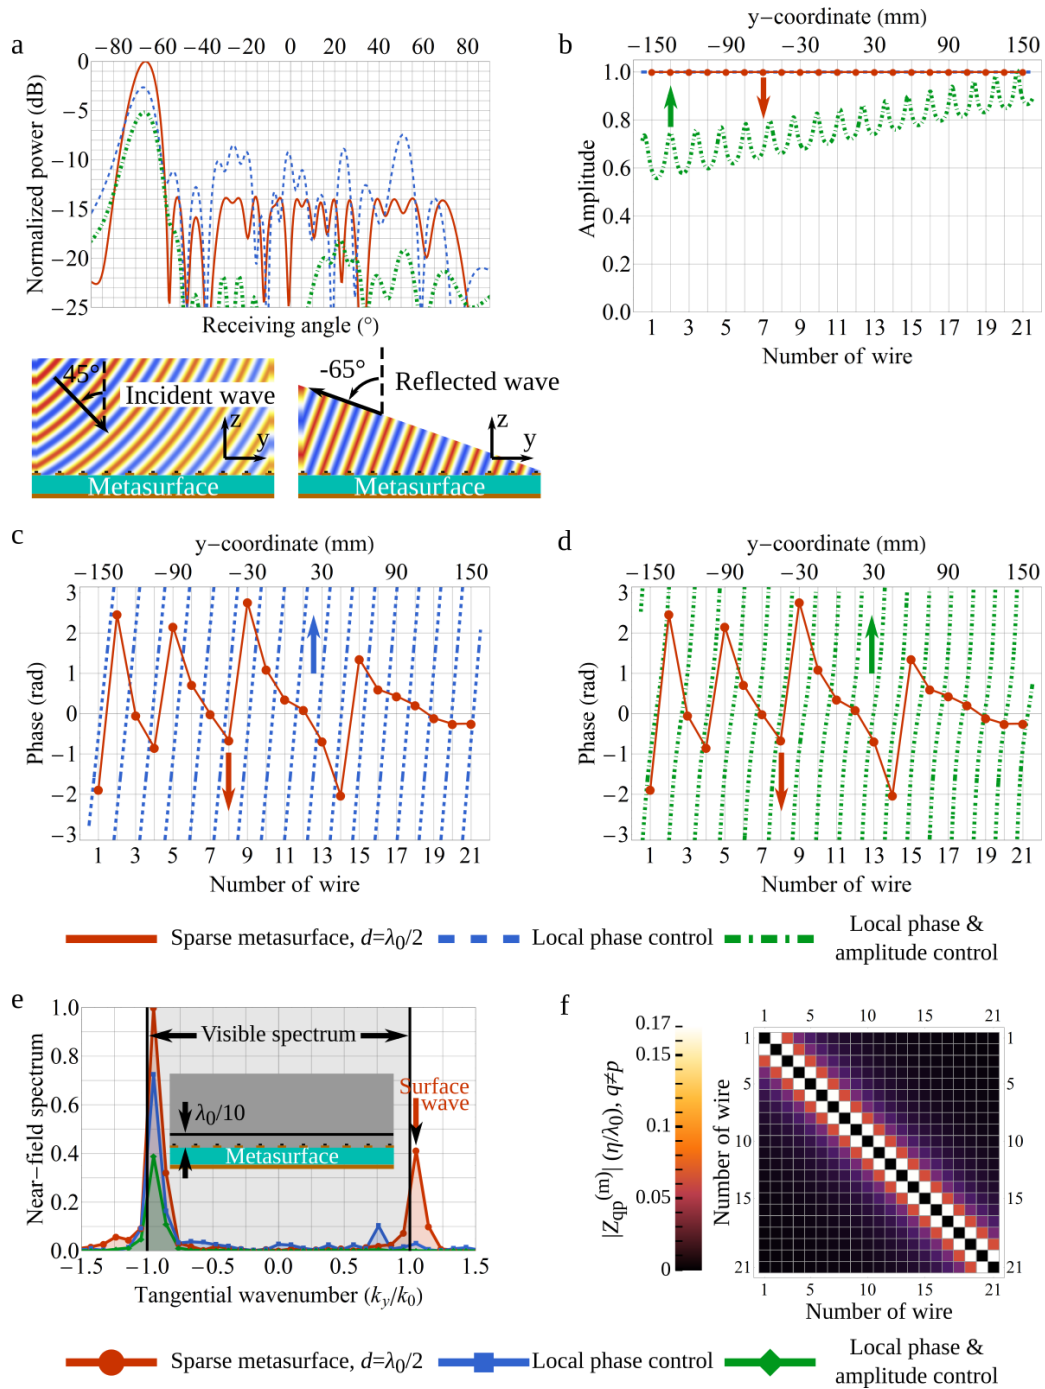 a
−80 −60 −40 −20 0 20 40 60 80
0
−5
−10
−15
−20
−25
Normalized power (dB)
Receiving angle (°)
45°
Incident wave
z
y
Metasurface
-65°
Reflected wave
z
y
Metasurface
b
y−coordinate (mm)
−150 −90 −30 30 90 150
1.0
0.8
0.6
0.4
0.2
0.0
Amplitude
1 3 5 7 9 11 13 15 17 19 21
Number of wire
c
y−coordinate (mm)
−150 −90 −30 30 90 150
3
2
1
0
−1
−2
−3
Phase (rad)
1 3 5 7 9 11 13 15 17 19 21
Number of wire
d
y−coordinate (mm)
−150 −90 −30 30 90 150
3
2
1
0
−1
−2
−3
Phase (rad)
1 3 5 7 9 11 13 15 17 19 21
Number of wire
Sparse metasurface, d=λ0/2
Local phase control
Local phase &
amplitude control
e
1.0
0.8
0.6
0.4
0.2
0.0
Near−field spectrum
Visible spectrum
Surface
wave
λ0/10
Metasurface
−1.5 −1.0 −0.5 0.0 0.5 1.0 1.5
Tangential wavenumber (ky/k0)
f
0.17
0.15
0.1
0.05
0
|Zqp(m)| (η/λ0), q≠p
1 5 10 15 21
1
5
10
15
21
Number of wire
1
5
10
15
21
1 5 10 15 21
Number of wire
Sparse metasurface, d=λ0/2
Local phase control
Local phase &
amplitude control